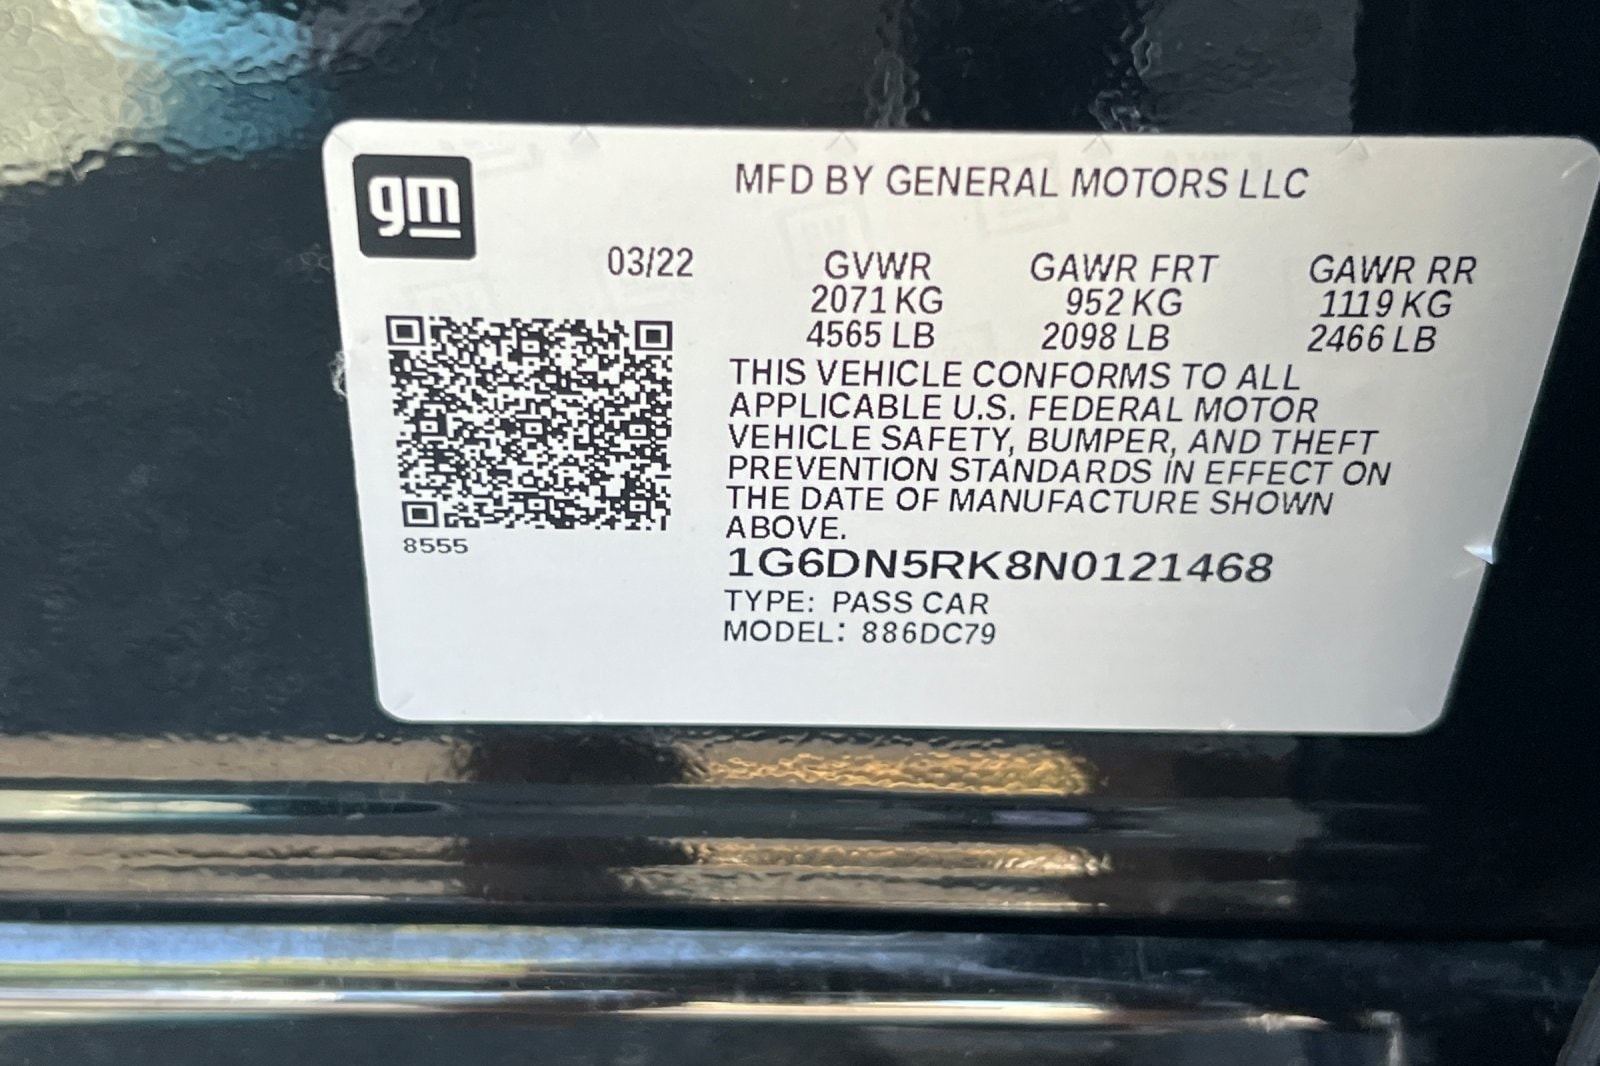 gm
MFD BY GENERAL MOTORS LLC
03/22 GVWR GAWR FRT GAWR RR
2071 KG 952 KG 1119 KG
4565 LB 2098 LB 2466 LB
THIS VEHICLE CONFORMS TO ALL
APPLICABLE U.S. FEDERAL MOTOR
VEHICLE SAFETY, BUMPER, AND THEFT
PREVENTION STANDARDS IN EFFECT ON
THE DATE OF MANUFACTURE SHOWN
ABOVE.
8555
1G6DN5RK8N0121468
TYPE: PASS CAR
MODEL: 886DC79